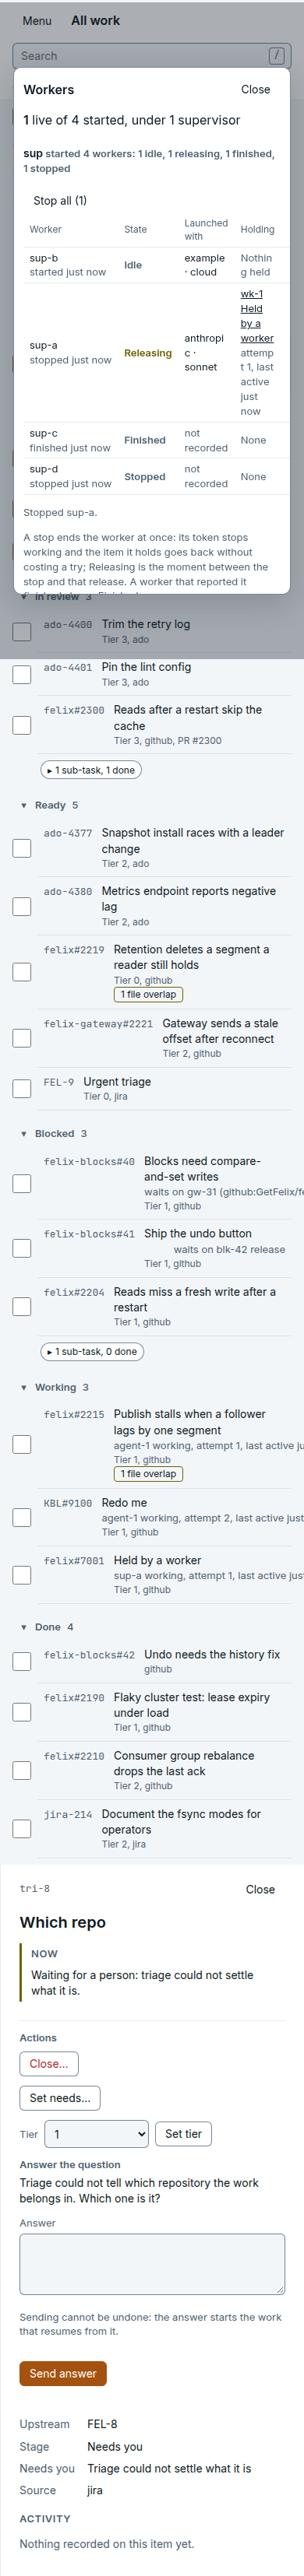 Menu All work
Search /
Workers Close
1 live of 4 started, under 1 supervisor
sup started 4 workers: 1 idle, 1 releasing, 1 finished,
1 stopped
Stop all (1)
Worker State Launched with Holding
sup-b
started just now
Idle
example
· cloud
Nothin
g held
sup-a
stopped just now
Releasing
anthropi
c ·
sonnet
wk-1
Held
by a
worker
attemp
t 1, last
active
just
now
sup-c
finished just now
Finished
not
recorded
None
sup-d
stopped just now
Stopped
not
recorded
None
Stopped sup-a.
A stop ends the worker at once: its token stops
working and the item it holds goes back without
costing a try; Releasing is the moment between the
stop and that release. A worker that reported it
▾ In review 3
ado-4400 Trim the retry log
Tier 3, ado
ado-4401 Pin the lint config
Tier 3, ado
felix#2300 Reads after a restart skip the
cache
Tier 3, github, PR #2300
▸ 1 sub-task, 1 done
▾ Ready 5
ado-4377 Snapshot install races with a leader
change
Tier 2, ado
ado-4380 Metrics endpoint reports negative
lag
Tier 2, ado
felix#2219 Retention deletes a segment a
reader still holds
Tier 0, github
1 file overlap
felix-gateway#2221 Gateway sends a stale
offset after reconnect
Tier 2, github
FEL-9 Urgent triage
Tier 0, jira
▾ Blocked 3
felix-blocks#40 Blocks need compare-
and-set writes
waits on gw-31 (github:GetFelix/fe
Tier 1, github
felix-blocks#41 Ship the undo button
waits on blk-42 release
Tier 1, github
felix#2204 Reads miss a fresh write after a
restart
Tier 1, github
▸ 1 sub-task, 0 done
▾ Working 3
felix#2215 Publish stalls when a follower
lags by one segment
agent-1 working, attempt 1, last active ju
Tier 1, github
1 file overlap
KBL#9100 Redo me
agent-1 working, attempt 2, last active just
Tier 1, github
felix#7001 Held by a worker
sup-a working, attempt 1, last active jus
Tier 1, github
▾ Done 4
felix-blocks#42 Undo needs the history fix
github
felix#2190 Flaky cluster test: lease expiry
under load
Tier 1, github
felix#2210 Consumer group rebalance
drops the last ack
Tier 2, github
jira-214 Document the fsync modes for
operators
Tier 2, jira
tri-8 Close
Which repo
NOW
Waiting for a person: triage could not settle
what it is.
Actions
Close...
Set needs...
Tier 1 Set tier
Answer the question
Triage could not tell which repository the work
belongs in. Which one is it?
Answer
Sending cannot be undone: the answer starts the work
that resumes from it.
Send answer
Upstream FEL-8
Stage Needs you
Needs you Triage could not settle what it is
Source jira
ACTIVITY
Nothing recorded on this item yet.